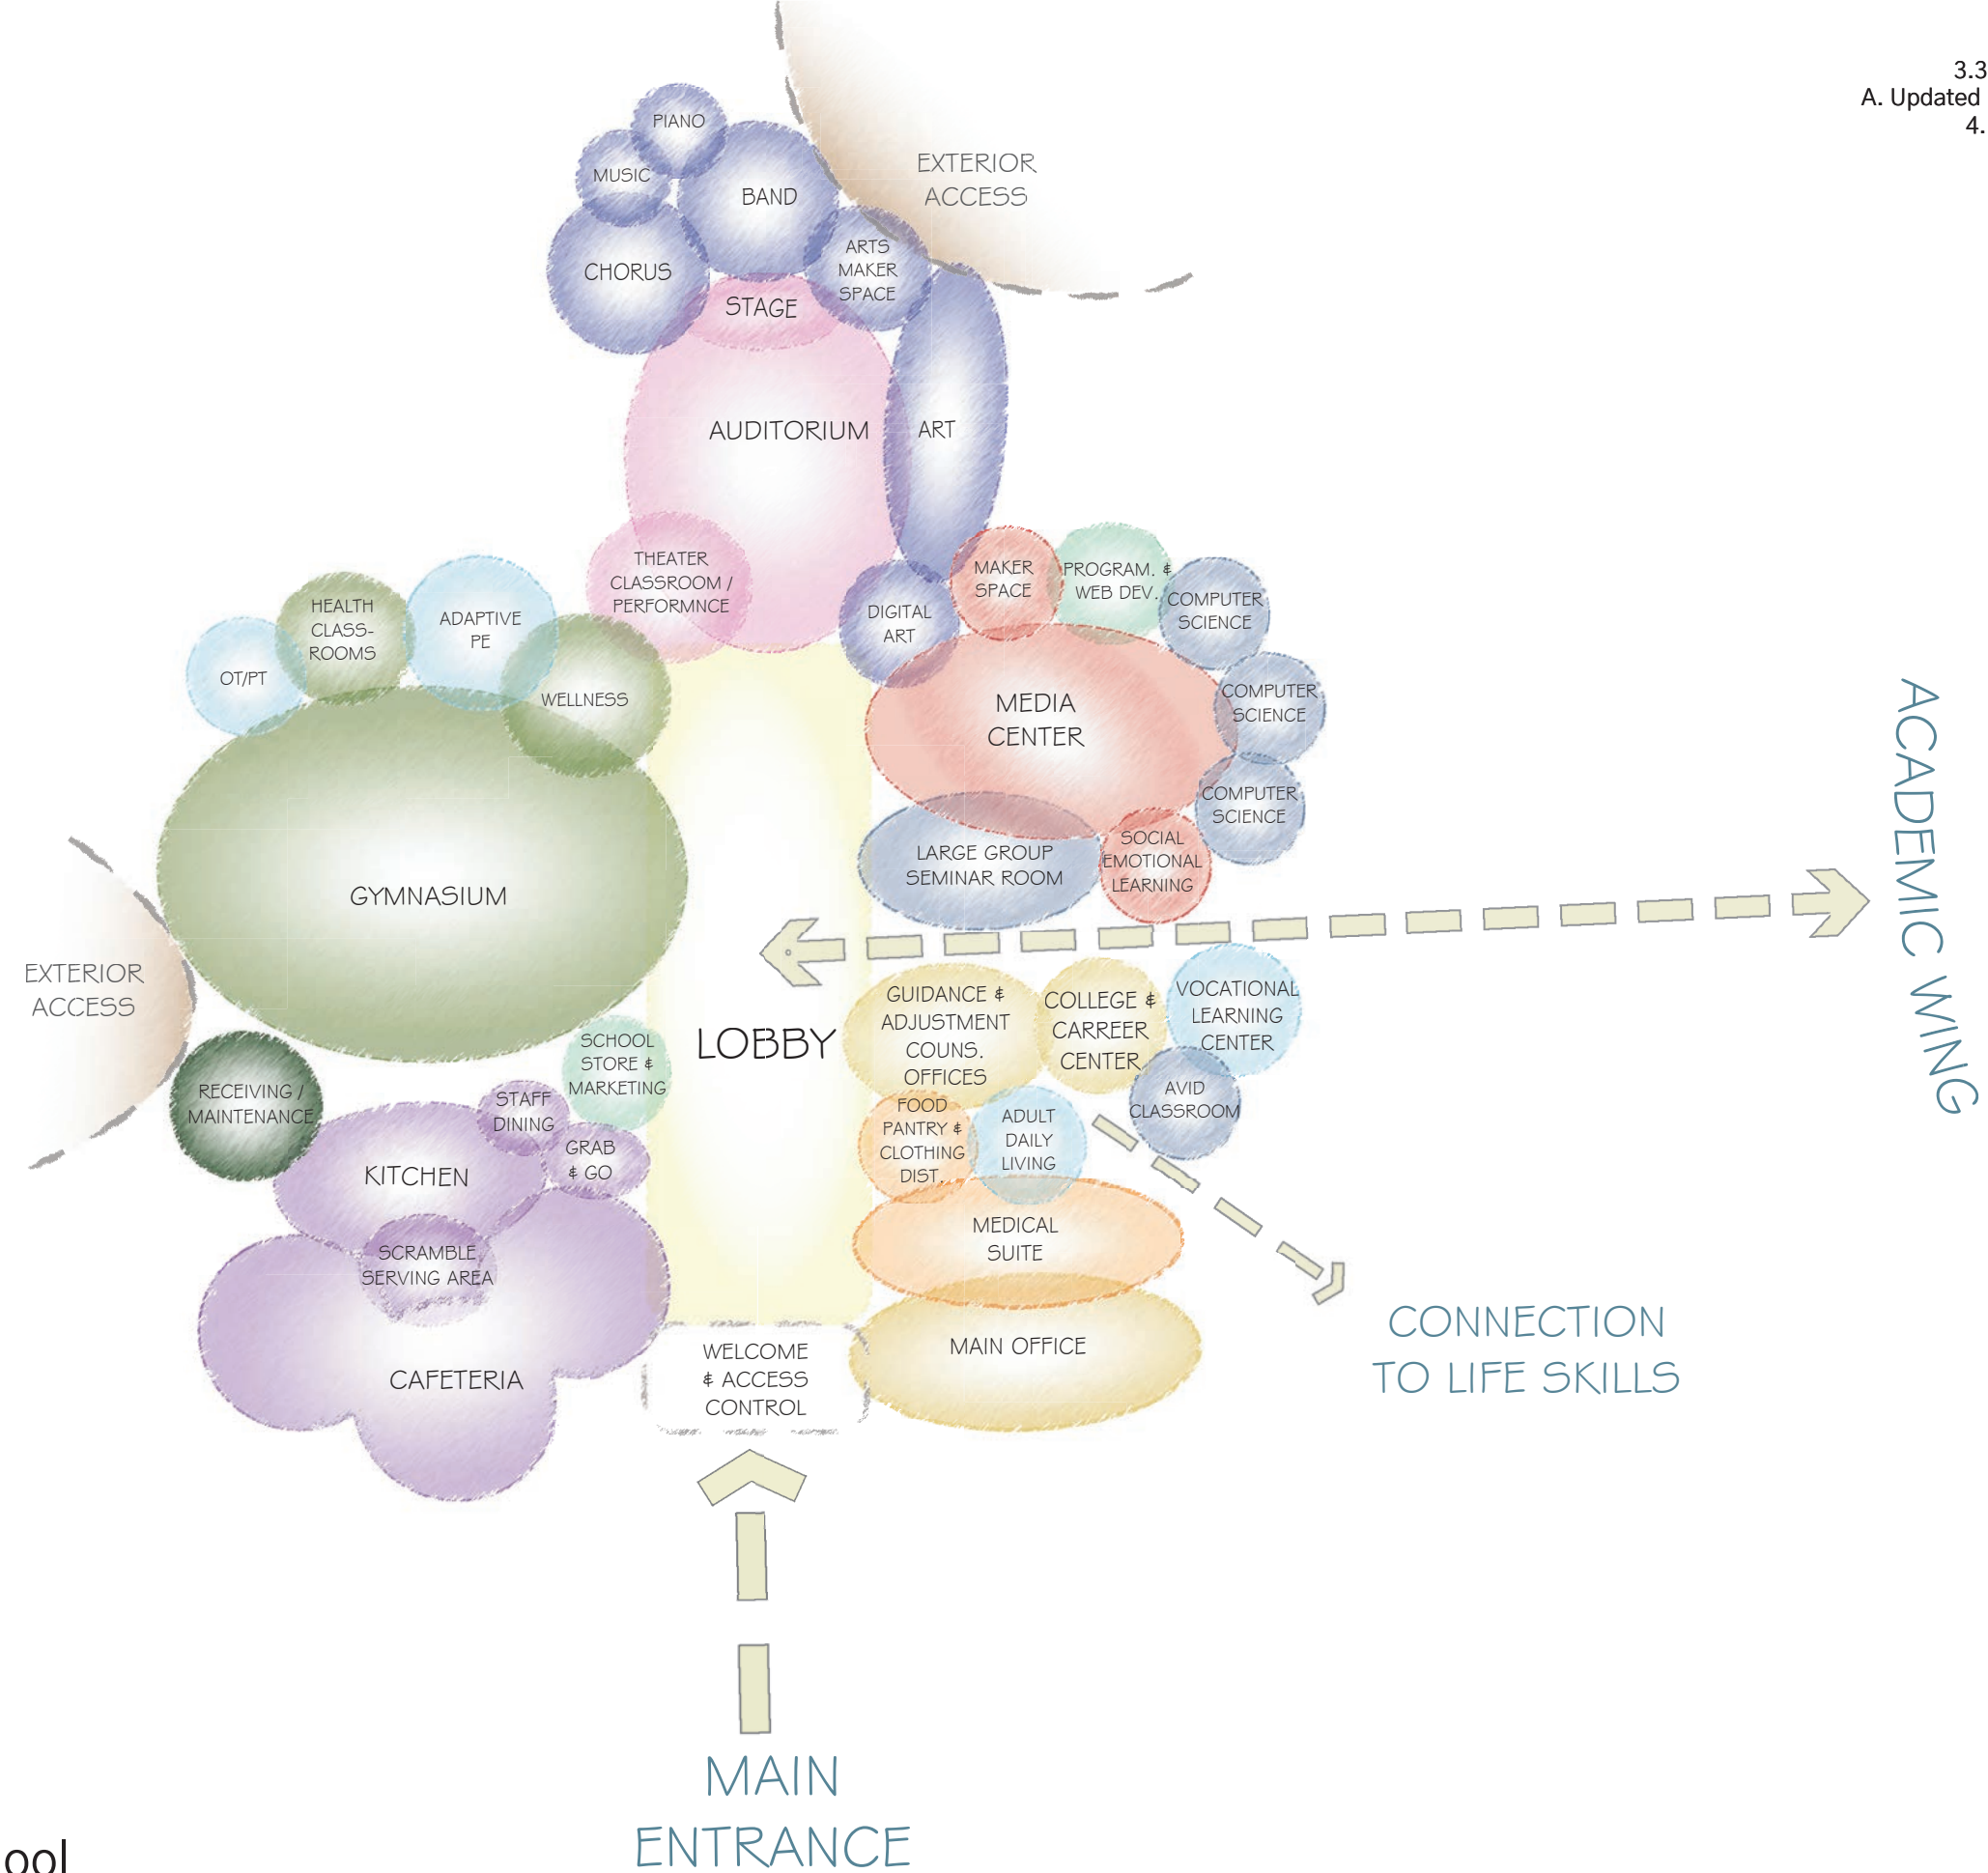 3.3
A. Updated
4.
PIANO
MUSIC
BAND
EXTERIOR
ACCESS
CHORUS
ARTS
MAKER
SPACE
STAGE
AUDITORIUM
ART
THEATER
CLASSROOM /
PERFORMNCE
MAKER
SPACE
PROGRAM. &
WEB DEV.
COMPUTER
SCIENCE
DIGITAL
ART
HEALTH
CLASS-
ROOMS
ADAPTIVE
PE
OT/PT
WELLNESS
MEDIA
CENTER
COMPUTER
SCIENCE
COMPUTER
SCIENCE
LARGE GROUP
SEMINAR ROOM
SOCIAL
EMOTIONAL
LEARNING
ACADEMIC WING
GYMNASIUM
EXTERIOR
ACCESS
LOBBY
GUIDANCE &
ADJUSTMENT
COUNS.
OFFICES
COLLEGE &
CARREER
CENTER
VOCATIONAL
LEARNING
CENTER
SCHOOL
STORE &
MARKETING
RECEIVING /
MAINTENANCE
STAFF
DINING
GRAB
& GO
FOOD
PANTRY &
CLOTHING
DIST.
ADULT
DAILY
LIVING
AVID
CLASSROOM
KITCHEN
MEDICAL
SUITE
SCRAMBLE
SERVING AREA
CAFETERIA
WELCOME
& ACCESS
CONTROL
MAIN OFFICE
CONNECTION
TO LIFE SKILLS
MAIN
ENTRANCE
ool